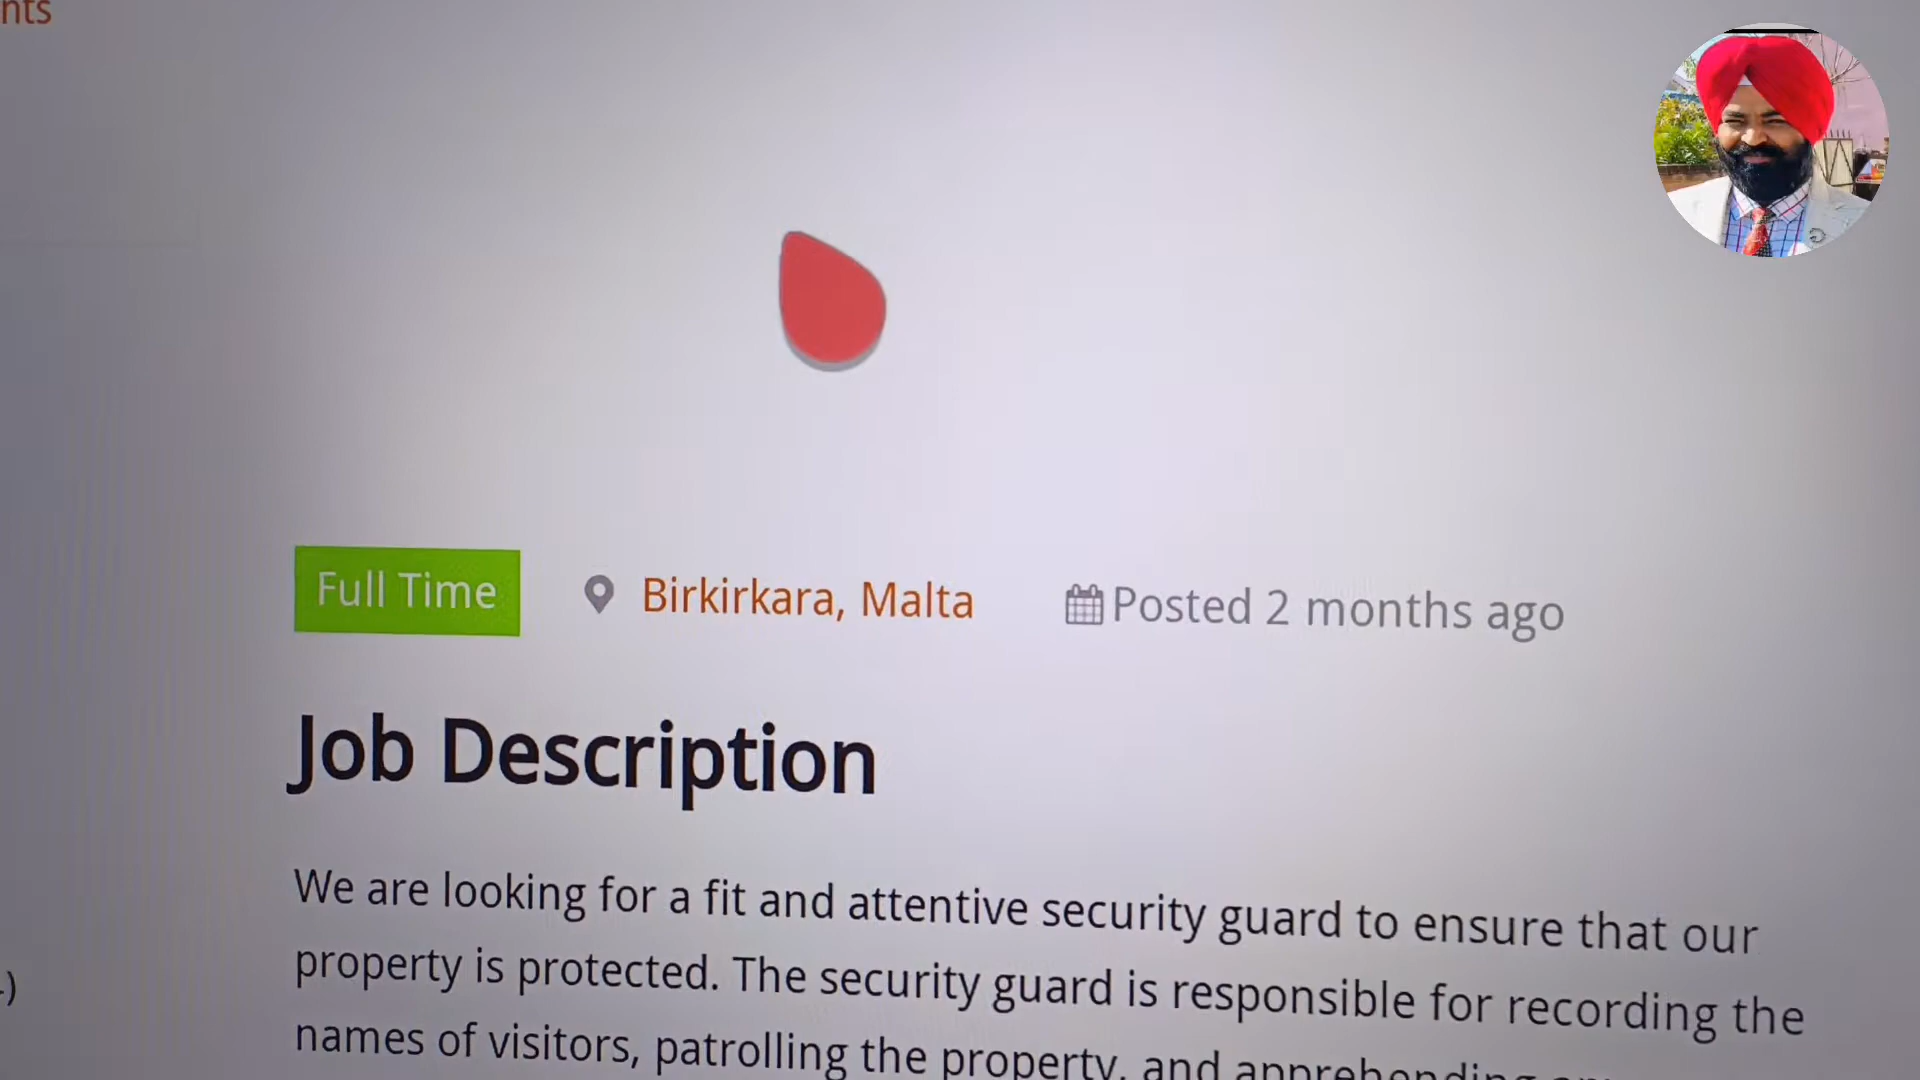 nts
Full Time
Birkirkara, Malta
Posted 2 months ago
Job Description
We are looking for a fit and attentive security guard to ensure that our
property is protected. The security guard is responsible for recording the
names of visitors, patrolling the property, and apprehending